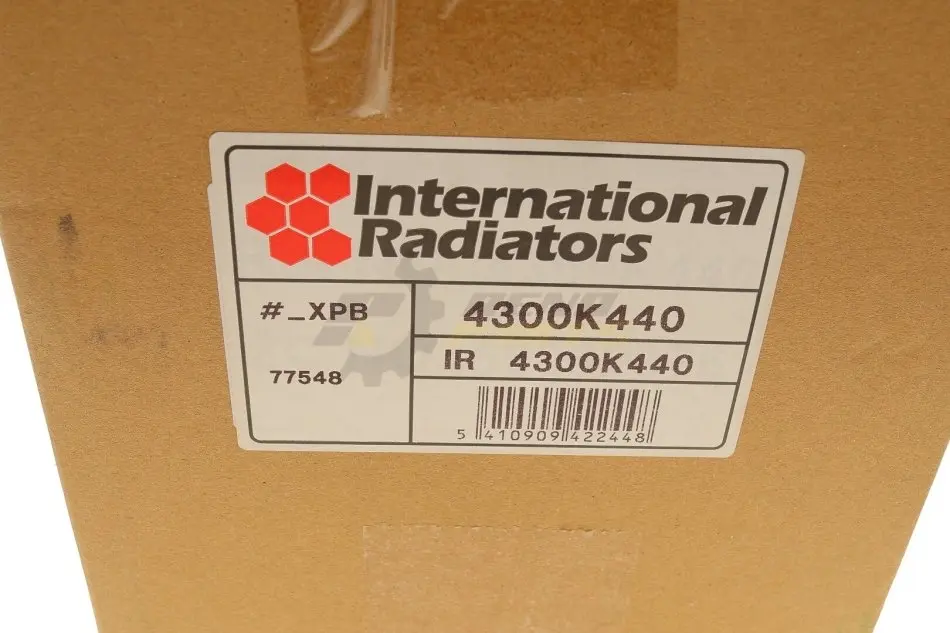 International
Radiators
#_XPB
4300K440
IR 4300K440
77548
5 410909 422448